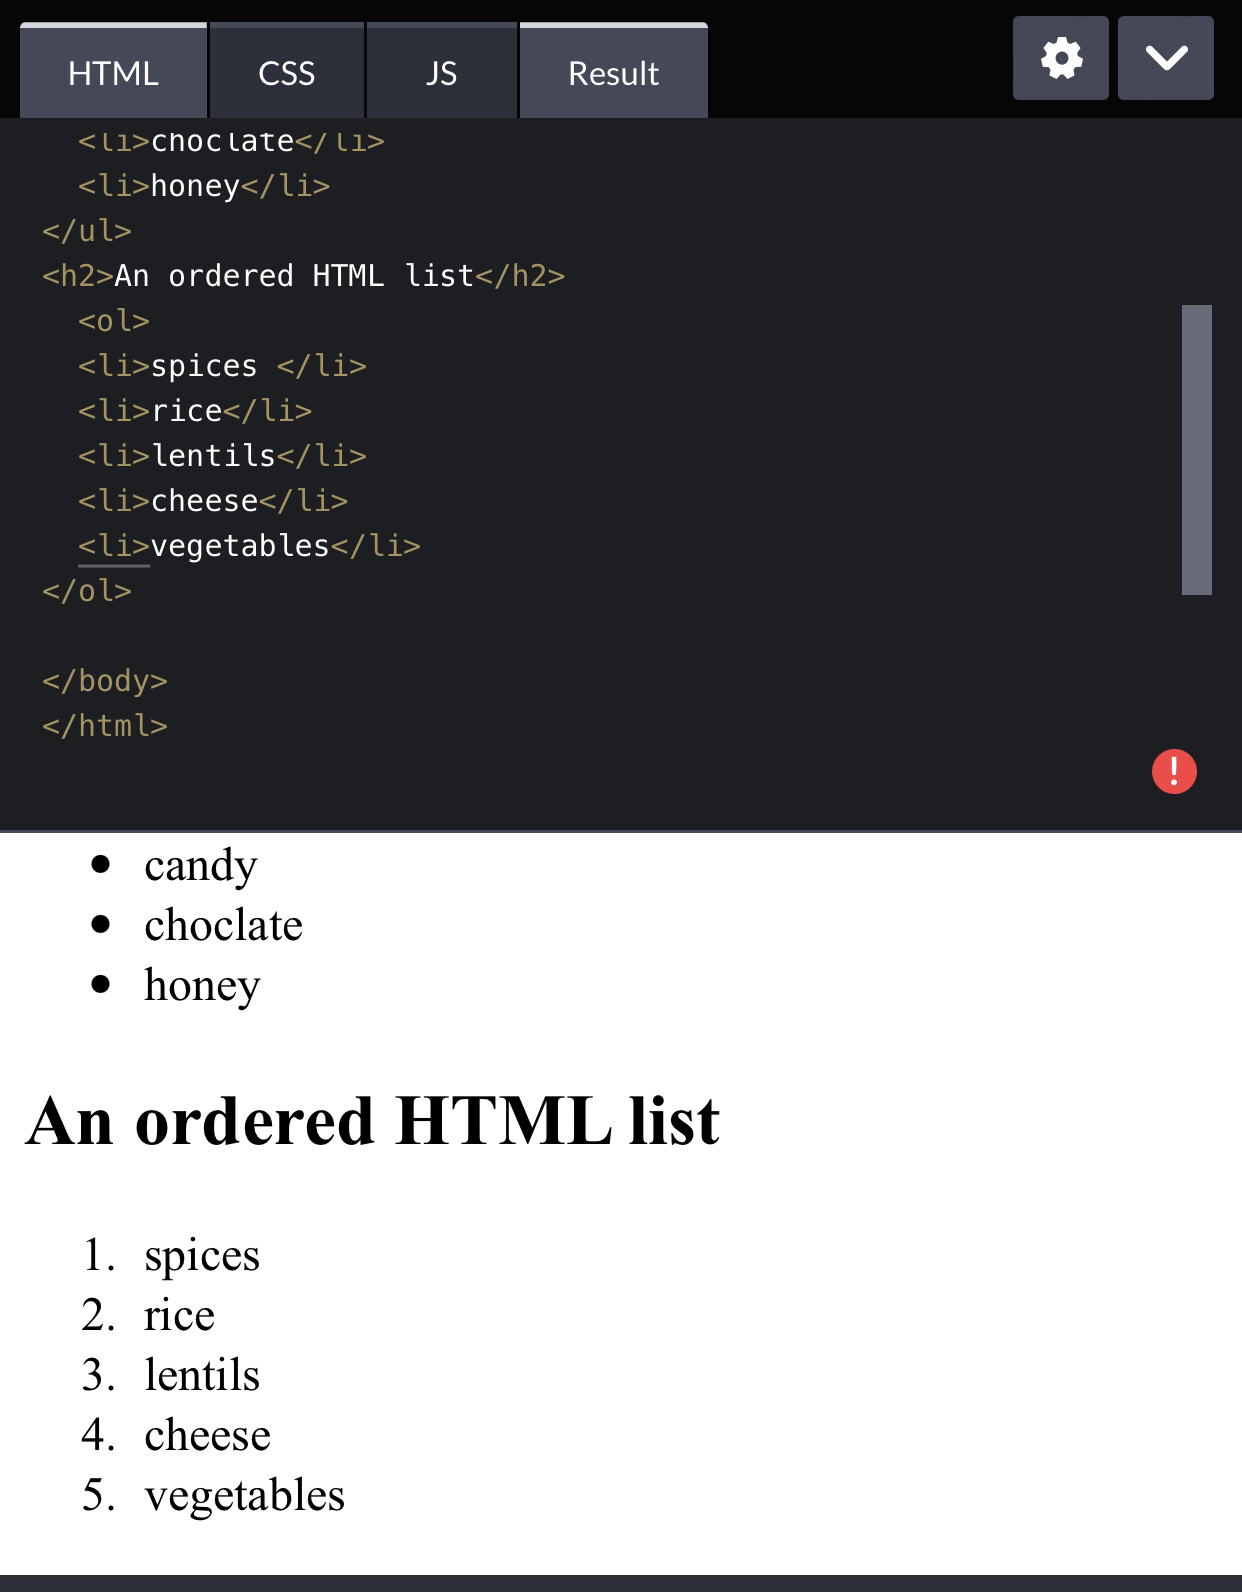 HTML CSS JS Result
<li>choclate</li>
<li>honey</li>
</ul>
<h2>An ordered HTML list</h2>
<ol>
<li>spices </li>
<li>rice</li>
<li>lentils</li>
<li>cheese</li>
<li>vegetables</li>
</ol>
</body>
</html>
!
• candy
• choclate
• honey
An ordered HTML list
1. spices
2. rice
3. lentils
4. cheese
5. vegetables